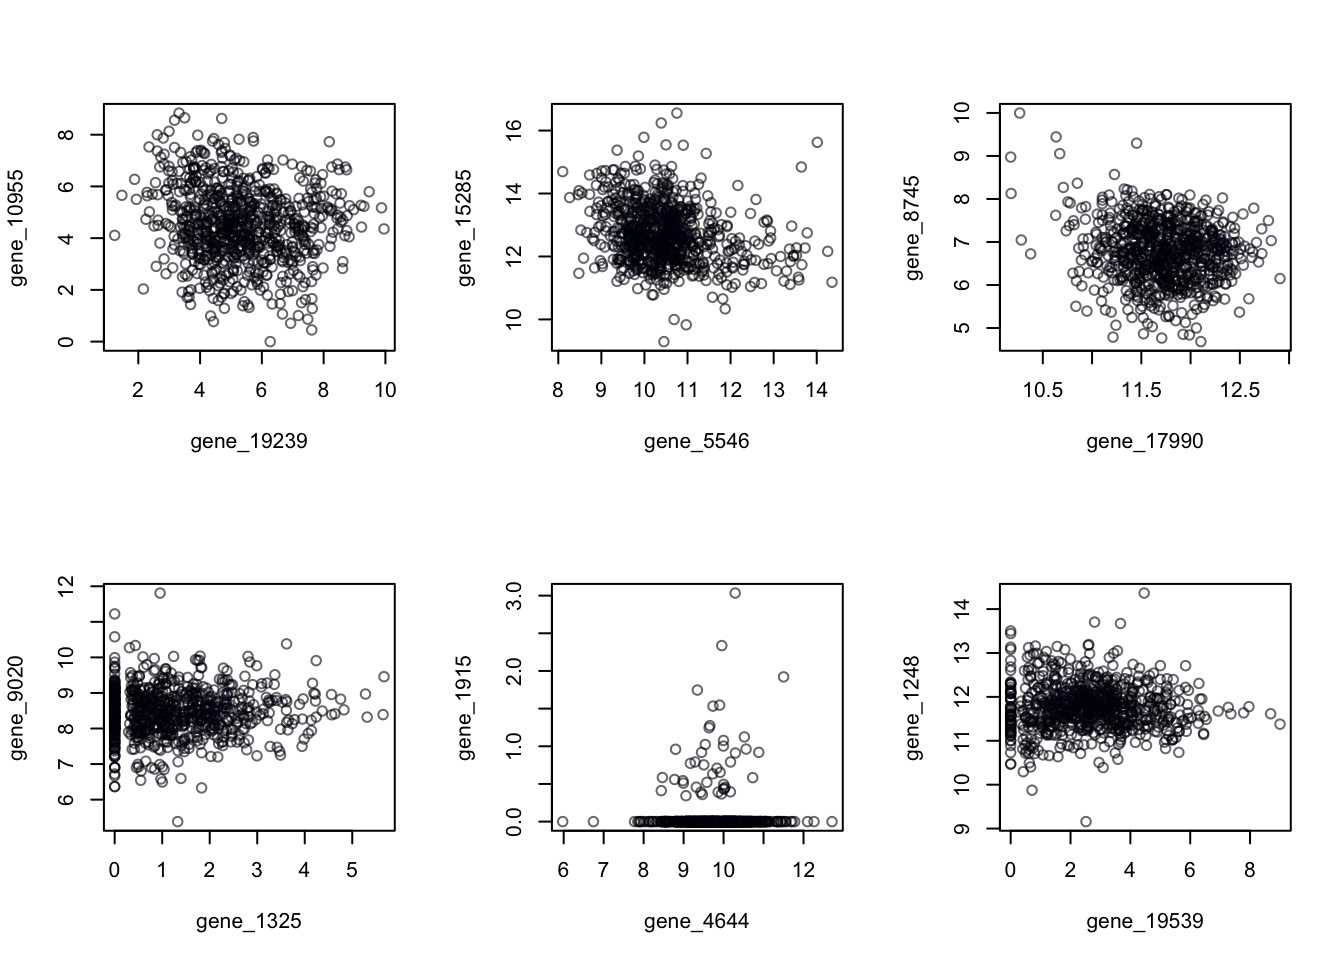 gene_10955
0 2 4 6 8
2 4 6 8 10
gene_19239
gene_15285
10 12 14 16
8 9 10 11 12 13 14
gene_5546
gene_8745
5 6 7 8 9 10
10.5 11.5 12.5
gene_17990
gene_9020
6 7 8 9 10 12
0 1 2 3 4 5
gene_1325
gene_1915
0.0 1.0 2.0 3.0
6 7 8 9 10 12
gene_4644
gene_1248
9 10 11 12 13 14
0 2 4 6 8
gene_19539